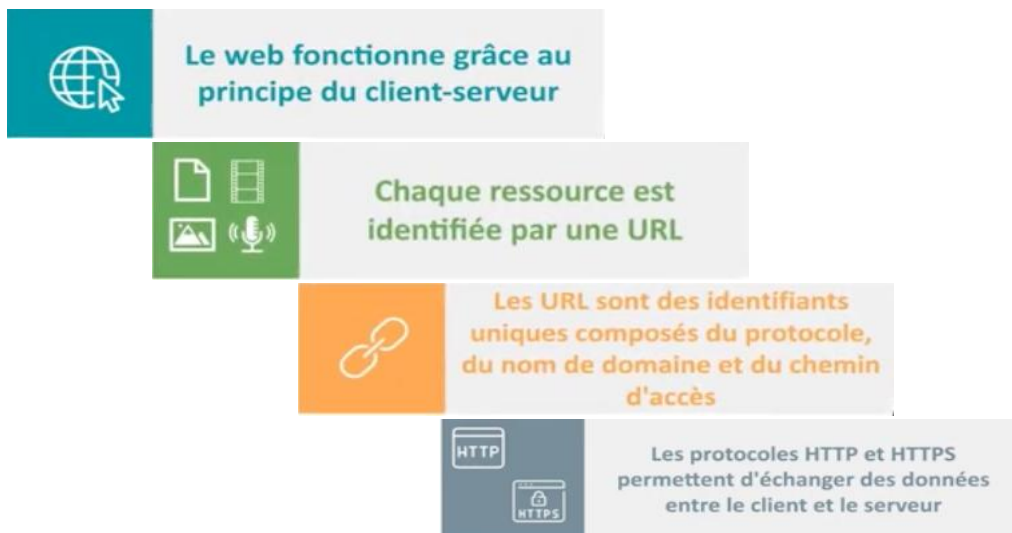 Le web fonctionne grâce au
principe du client-serveur
Chaque ressource est
identifiée par une URL
Les URL sont des identifiants
uniques composés du protocole,
du nom de domaine et du chemin
d'accès
HTTP
HTTPS
Les protocoles HTTP et HTTPS
permettent d'échanger des données
entre le client et le serveur